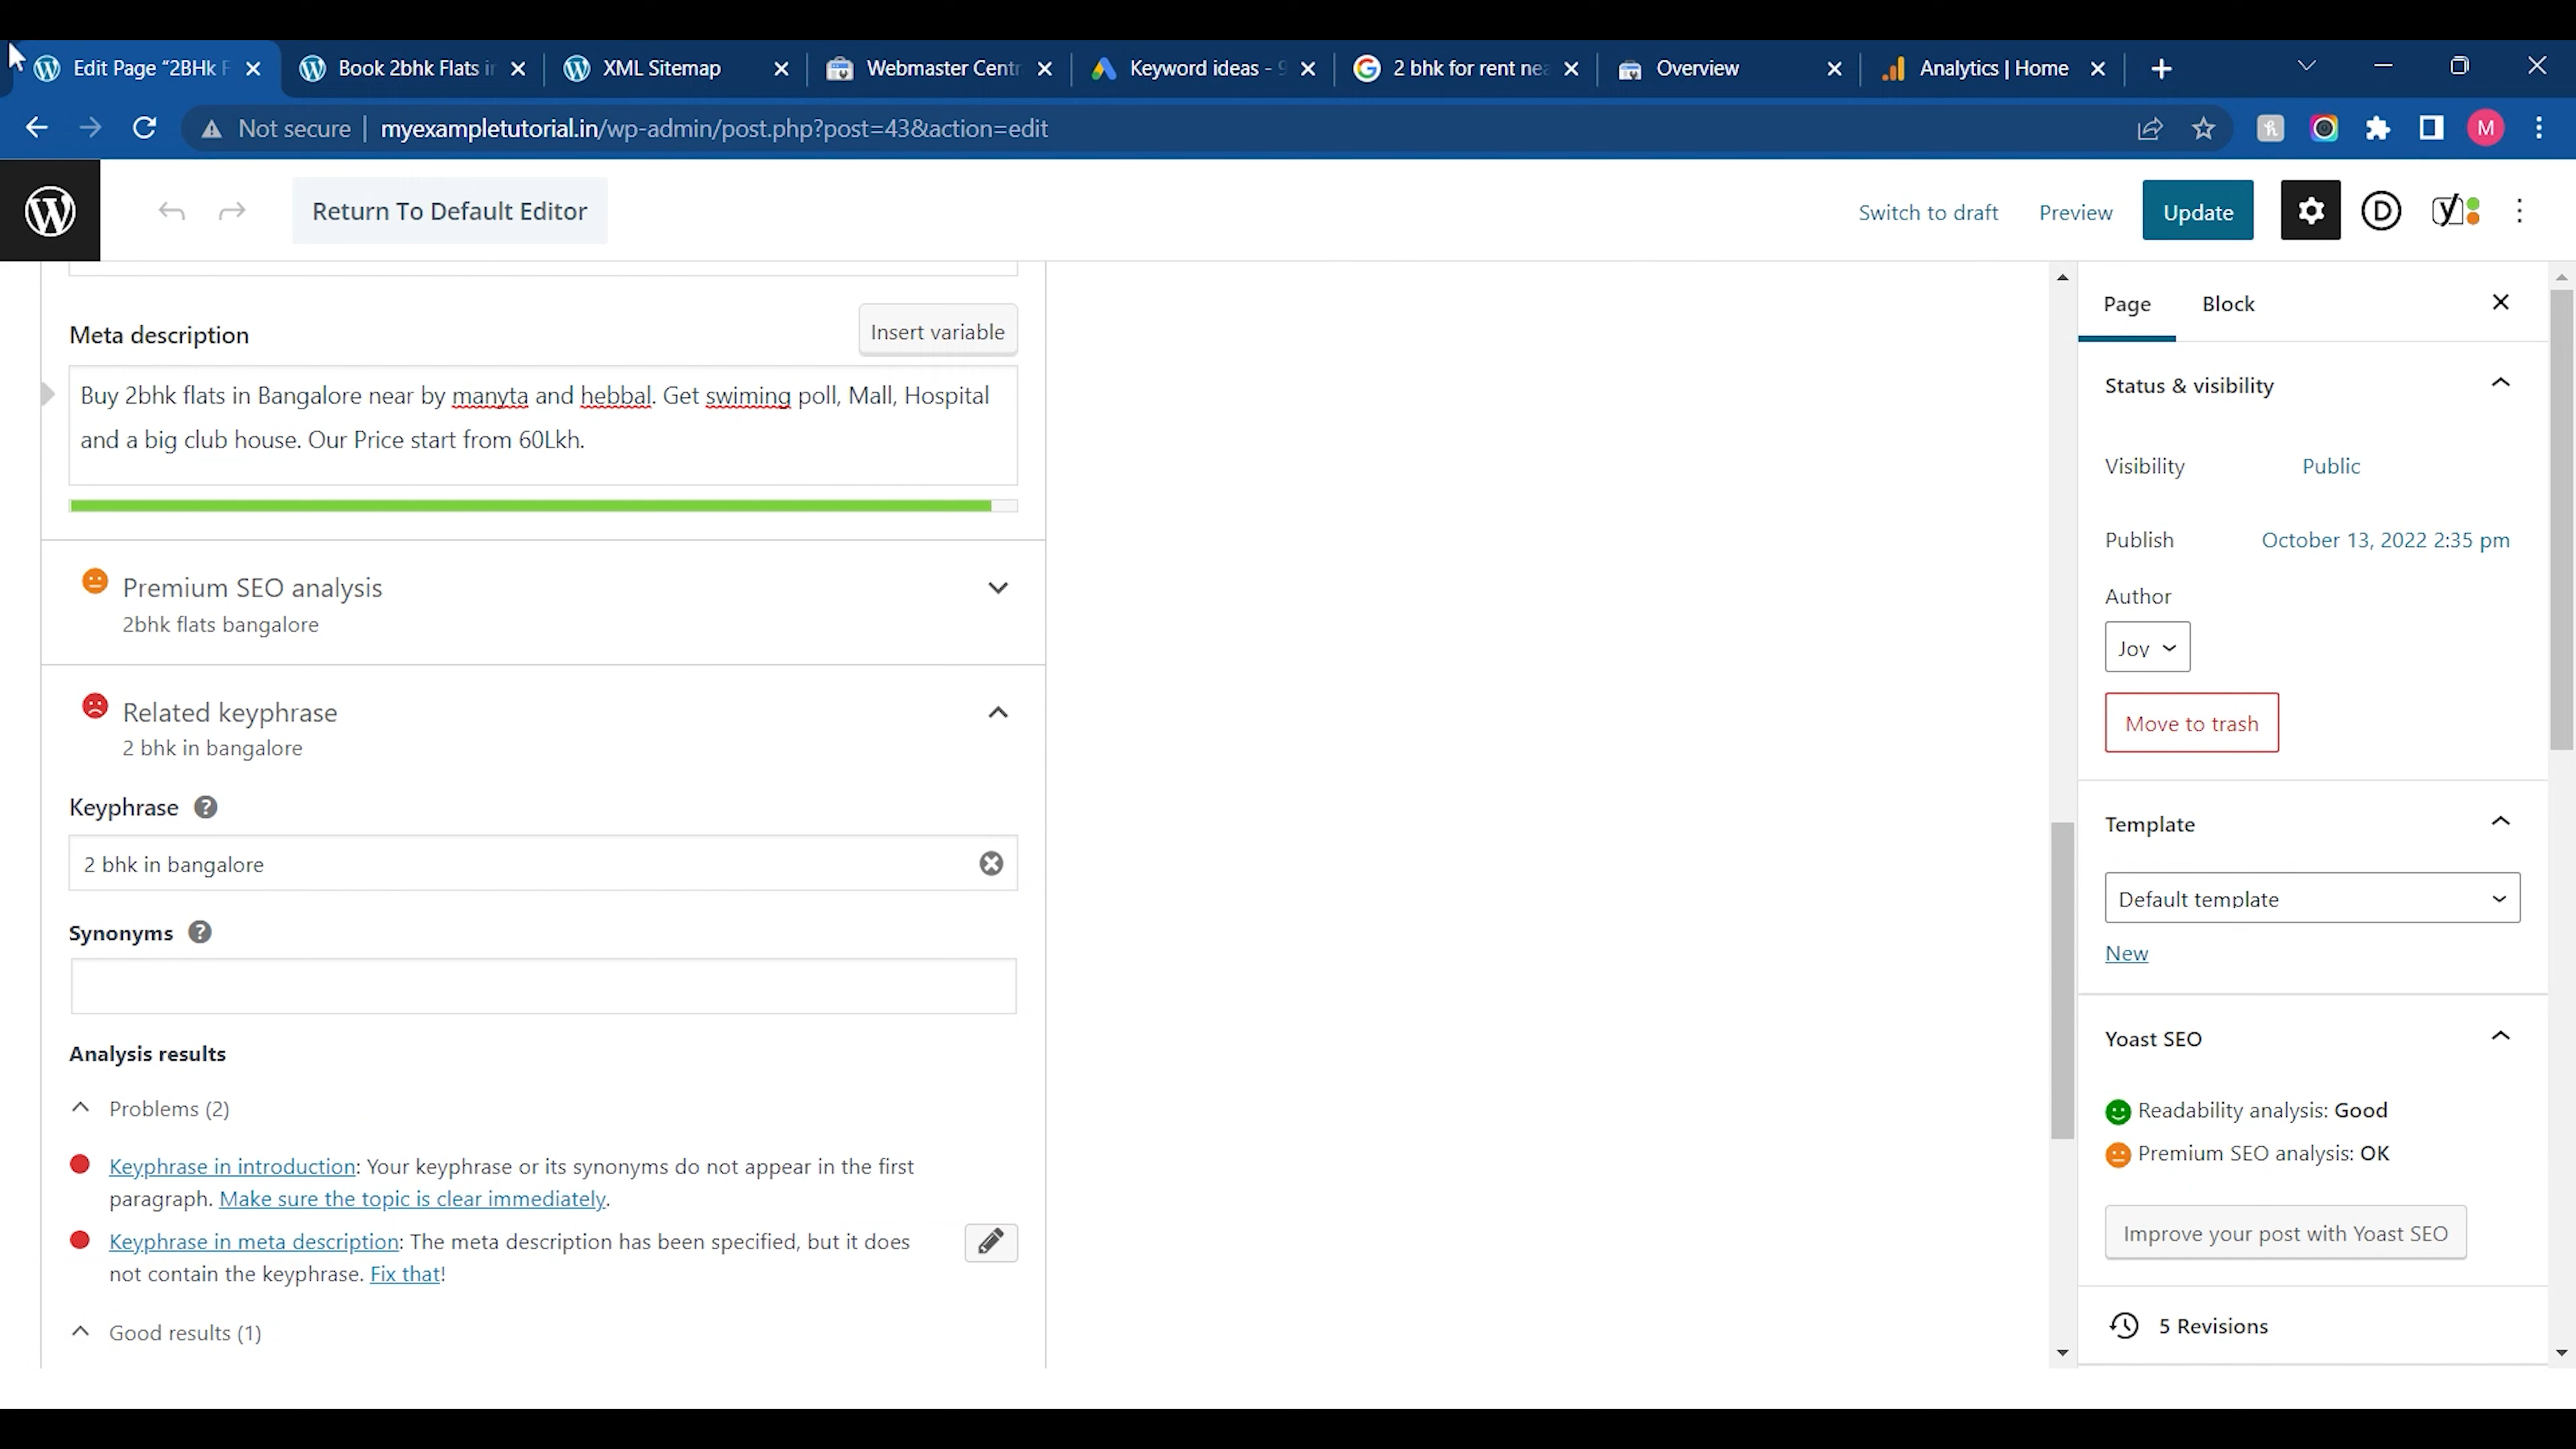 Edit Page “2BHk F
Book 2bhk Flats in
XML Sitemap
Webmaster Centr
Keyword ideas - 9
2 bhk for rent nea
Overview
Analytics | Home
Not secure
myexampletutorial.in/wp-admin/post.php?post=43&action=edit
M
Return To Default Editor
Switch to draft
Preview
Update
Meta description
Insert variable
Buy 2bhk flats in Bangalore near by manyta and hebbal. Get swiming poll, Mall, Hospital
and a big club house. Our Price start from 60Lkh.
Premium SEO analysis
2bhk flats bangalore
Related keyphrase
2 bhk in bangalore
Keyphrase
2 bhk in bangalore
Synonyms
Analysis results
Problems (2)
Keyphrase in introduction: Your keyphrase or its synonyms do not appear in the first
paragraph. Make sure the topic is clear immediately.
Keyphrase in meta description: The meta description has been specified, but it does
not contain the keyphrase. Fix that!
Good results (1)
Page
Block
Status & visibility
Visibility
Public
Publish
October 13, 2022 2:35 pm
Author
Joy
Move to trash
Template
Default template
New
Yoast SEO
Readability analysis: Good
Premium SEO analysis: OK
Improve your post with Yoast SEO
5 Revisions